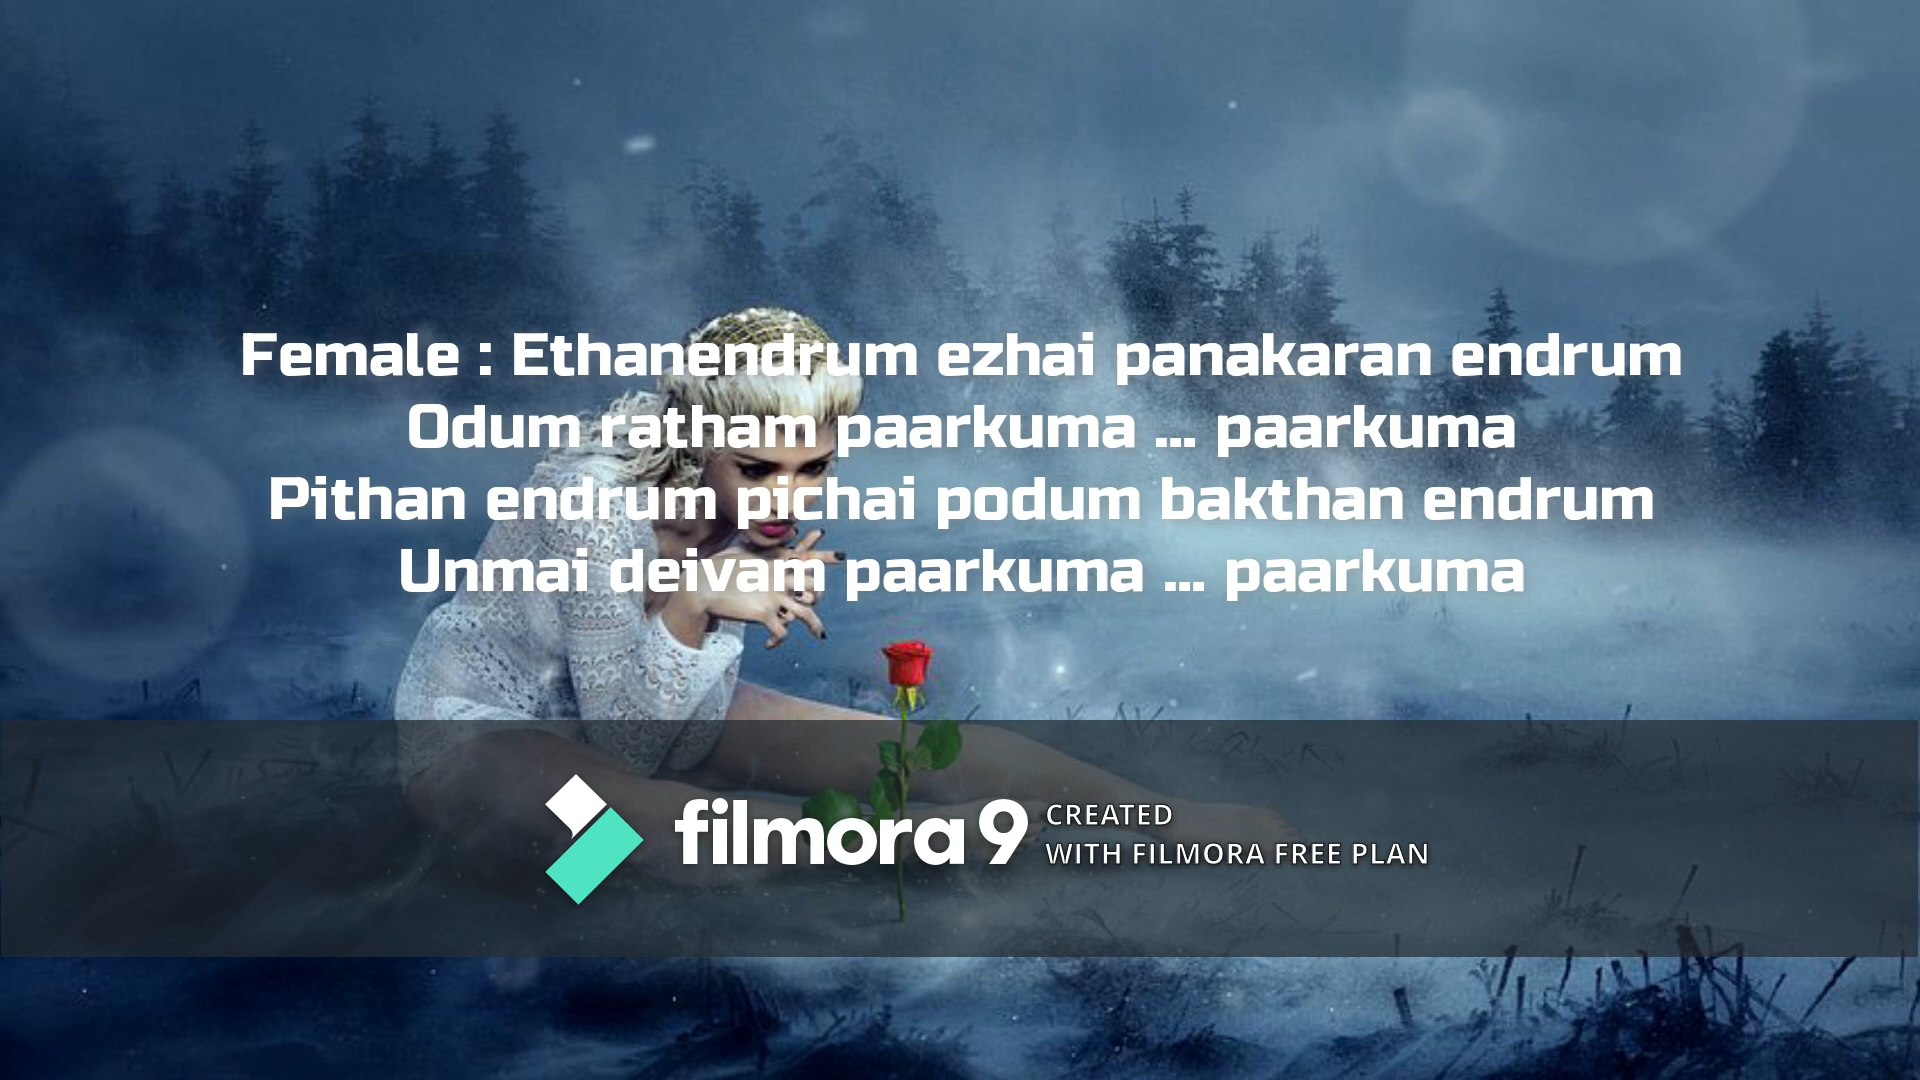 Female : Ethanendrum ezhai panakaran endrum
Odum ratham paarkuma ... paarkuma
Pithan endrum pichai podum bakthan endrum
Unmai deivam paarkuma ... paarkuma
filmora 9
CREATED
WITH FILMORA FREE PLAN